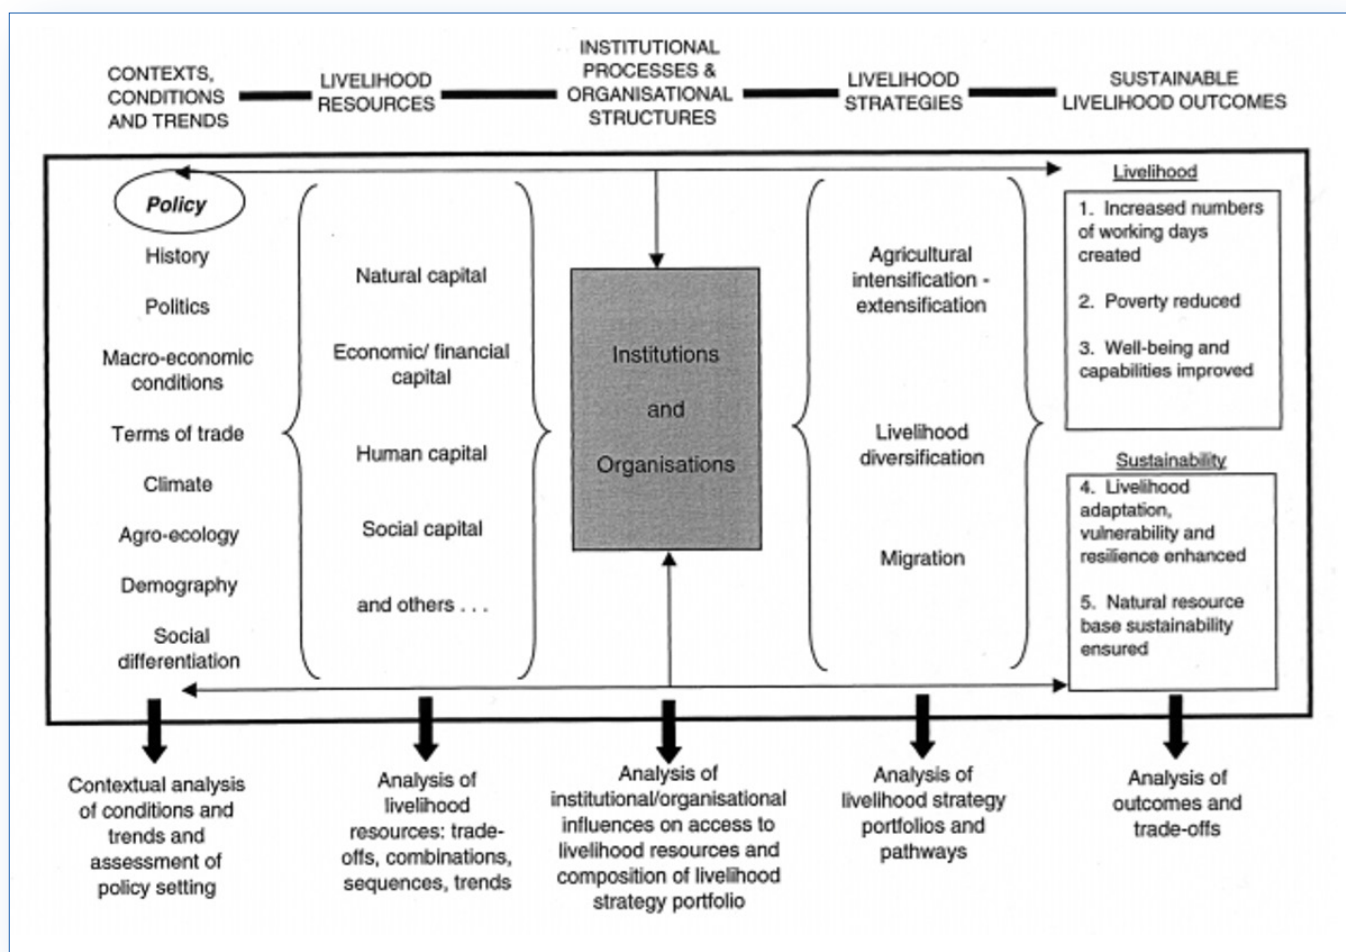 CONTEXTS,
CONDITIONS
AND TRENDS
LIVELIHOOD
RESOURCES
INSTITUTIONAL
PROCESSES &
ORGANISATIONAL
STRUCTURES
LIVELIHOOD
STRATEGIES
SUSTAINABLE
LIVELIHOOD OUTCOMES
Policy
History
Politics
Macro-economic
conditions
Terms of trade
Climate
Agro-ecology
Demography
Social
differentiation
Natural capital
Economic/ financial
capital
Human capital
Social capital
and others . . .
Institutions
and
Organisations
Agricultural
intensification -
extensification
Livelihood
diversification
Migration
Livelihood
1. Increased numbers
of working days
created
2. Poverty reduced
3. Well-being and
capabilities improved
Sustainability
4. Livelihood
adaptation,
vulnerability and
resilience enhanced
5. Natural resource
base sustainability
ensured
Contextual analysis
of conditions and
trends and
assessment of
policy setting
Analysis of
livelihood
resources: trade-
offs, combinations,
sequences, trends
Analysis of
institutional/organisational
influences on access to
livelihood resources and
composition of livelihood
strategy portfolio
Analysis of
livelihood strategy
portfolios and
pathways
Analysis of
outcomes and
trade-offs